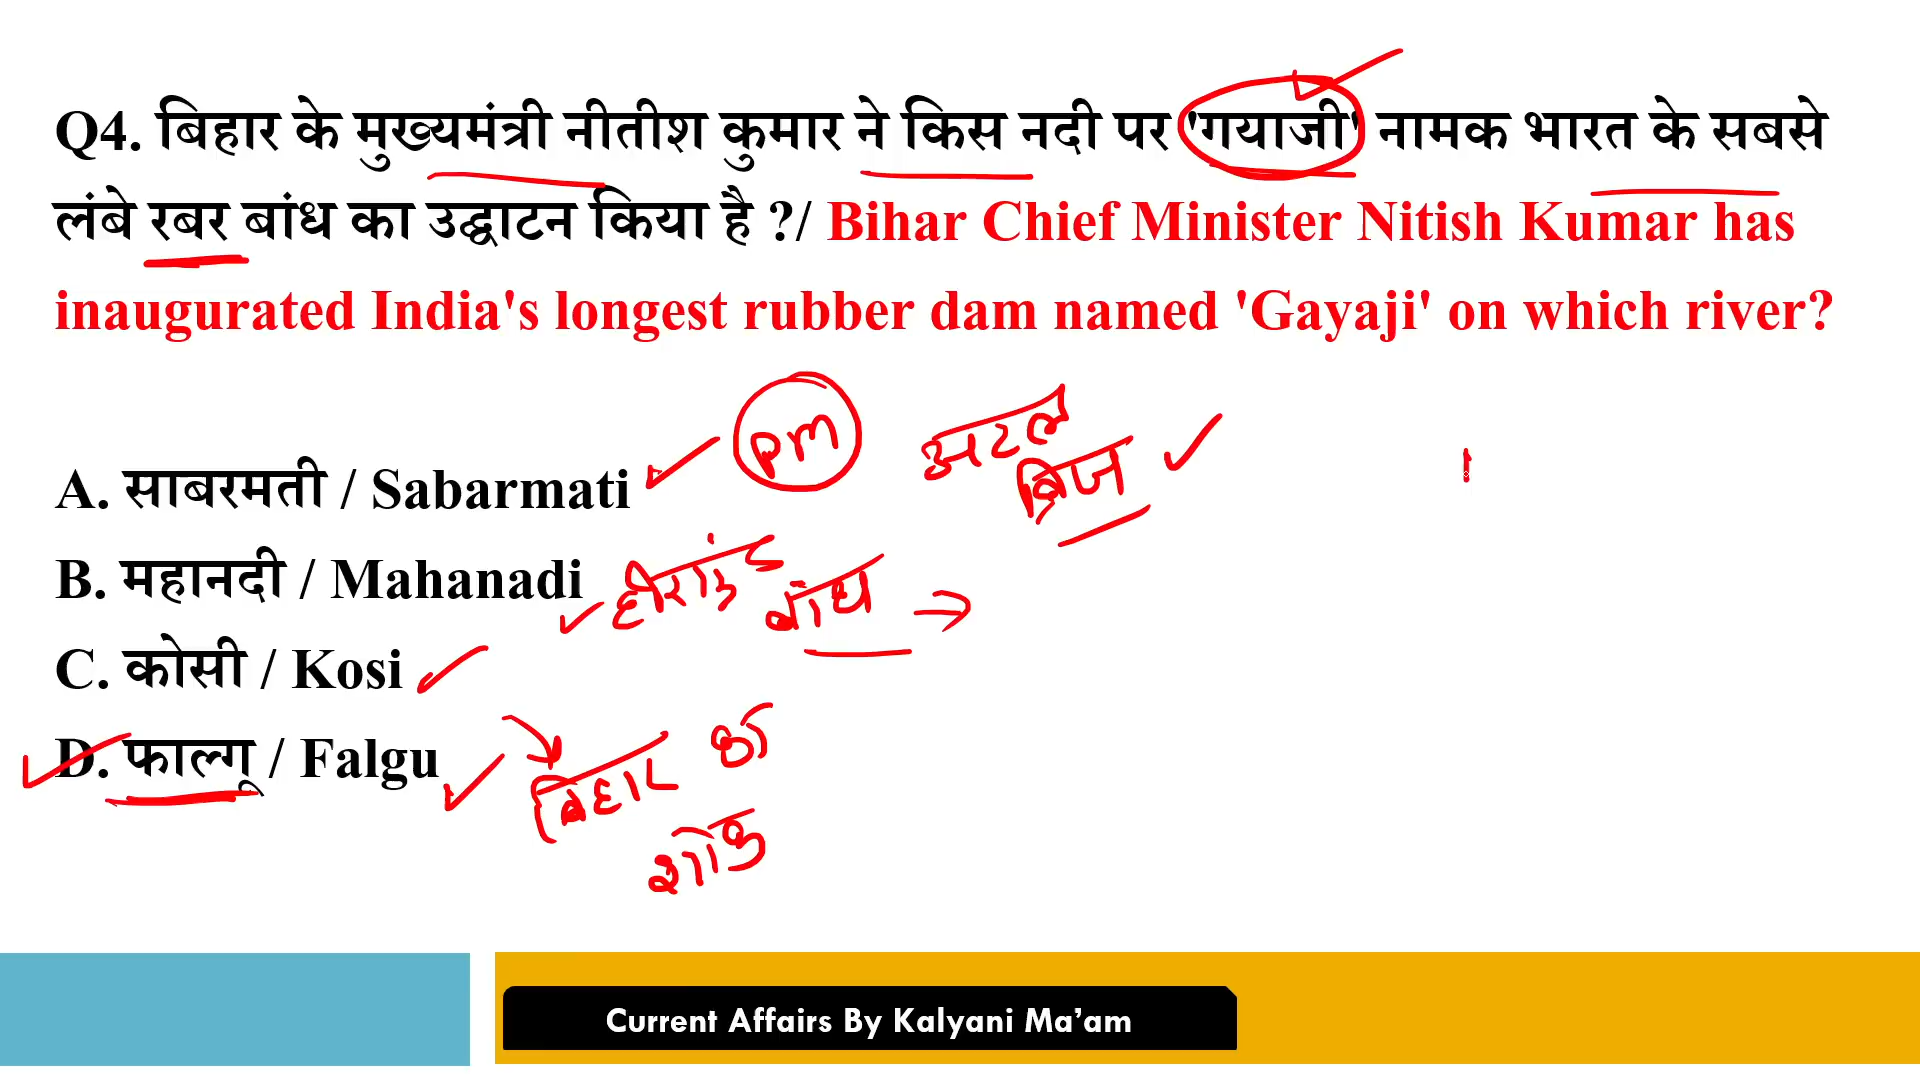 Q4. बिहार के मुख्यमंत्री नीतीश कुमार ने किस नदी पर 'गयाजी' नामक भारत के सबसे
लंबे रबर बांध का उद्घाटन किया है ?/ Bihar Chief Minister Nitish Kumar has
inaugurated India's longest rubber dam named 'Gayaji' on which river?
PM अटल
ब्रिज
A. साबरमती / Sabarmati
B. महानदी / Mahanadi हीराकुंड बाँध
C. कोसी / Kosi
D. फाल्गू / Falgu
बिहार का
शोक
Current Affairs By Kalyani Ma’am